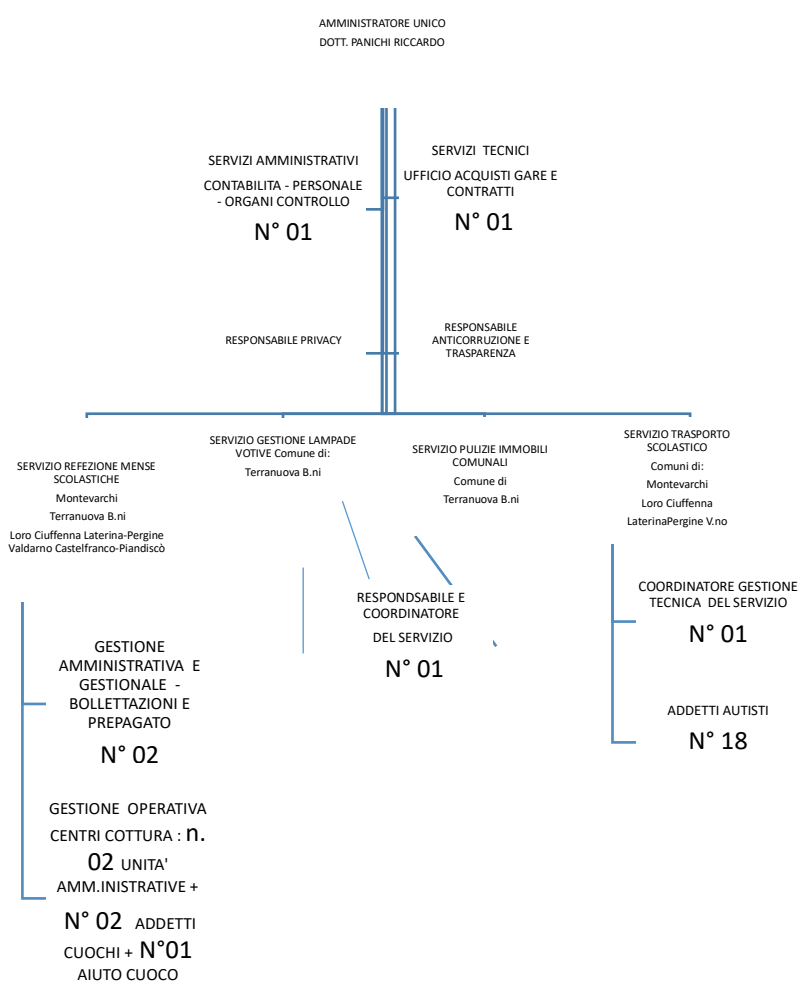 AMMINISTRATORE UNICO
DOTT. PANICHI RICCARDO
SERVIZI AMMINISTRATIVI
CONTABILITA - PERSONALE
- ORGANI CONTROLLO
N° 01
SERVIZI TECNICI
UFFICIO ACQUISTI GARE E
CONTRATTI
N° 01
RESPONSABILE PRIVACY
RESPONSABILE
ANTICORRUZIONE E
TRASPARENZA
SERVIZIO REFEZIONE MENSE
SCOLASTICHE
Montevarchi
Terranuova B.ni
Loro Ciuffenna Laterina-Pergine
Valdarno Castelfranco-Piandiscò
SERVIZIO GESTIONE LAMPADE
VOTIVE Comune di:
Terranuova B.ni
SERVIZIO PULIZIE IMMOBILI
COMUNALI
Comune di
Terranuova B.ni
SERVIZIO TRASPORTO
SCOLASTICO
Comuni di:
Montevarchi
Loro Ciuffenna
LaterinaPergine V.no
GESTIONE
AMMINISTRATIVA E
GESTIONALE -
BOLLETTAZIONI E
PREPAGATO
N° 02
GESTIONE OPERATIVA
CENTRI COTTURA : n.
02 UNITA'
AMM.INISTRATIVE +
N° 02 ADDETTI
CUOCHI + N°01
AIUTO CUOCO
RESPONDSABILE E
COORDINATORE
DEL SERVIZIO
N° 01
COORDINATORE GESTIONE
TECNICA DEL SERVIZIO
N° 01
ADDETTI AUTISTI
N° 18